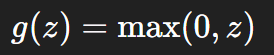 g(z) = max(0, z)